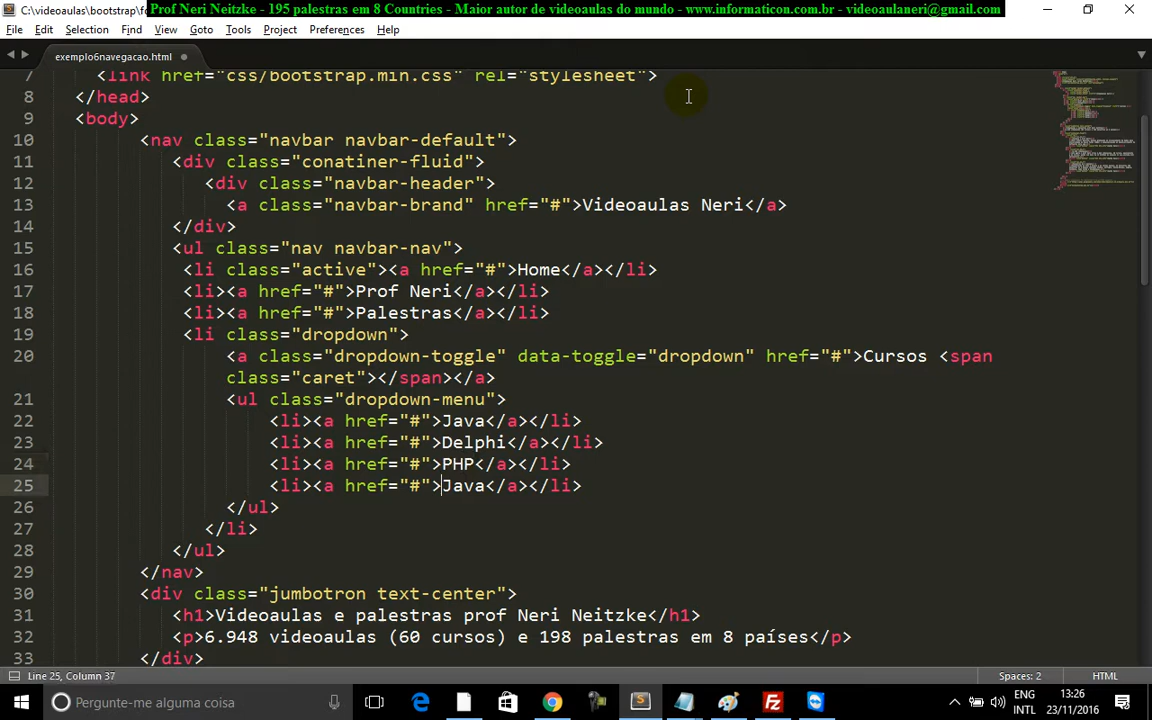 C:\videoaulas\bootstrap\fo
Prof Neri Neitzke - 195 palestras em 8 Countries - Maior autor de videoaulas do mundo - www.informaticon.com.br - videoaulaneri@gmail.com
File Edit Selection Find View Goto Tools Project Preferences Help
exemplo6navegacao.html
7 <link href="css/bootstrap.min.css" rel="stylesheet">
8 </head>
9 <body>
10 <nav class="navbar navbar-default">
11 <div class="conatiner-fluid">
12 <div class="navbar-header">
13 <a class="navbar-brand" href="#">Videoaulas Neri</a>
14 </div>
15 <ul class="nav navbar-nav">
16 <li class="active"><a href="#">Home</a></li>
17 <li><a href="#">Prof Neri</a></li>
18 <li><a href="#">Palestras</a></li>
19 <li class="dropdown">
20 <a class="dropdown-toggle" data-toggle="dropdown" href="#">Cursos <span
class="caret"></span></a>
21 <ul class="dropdown-menu">
22 <li><a href="#">Java</a></li>
23 <li><a href="#">Delphi</a></li>
24 <li><a href="#">PHP</a></li>
25 <li><a href="#">Java</a></li>
26 </ul>
27 </li>
28 </ul>
29 </nav>
30 <div class="jumbotron text-center">
31 <h1>Videoaulas e palestras prof Neri Neitzke</h1>
32 <p>6.948 videoaulas (60 cursos) e 198 palestras em 8 países</p>
33 </div>
Line 25, Column 37 Spaces: 2 HTML
Pergunte-me alguma coisa ENG 13:26
INTL 23/11/2016